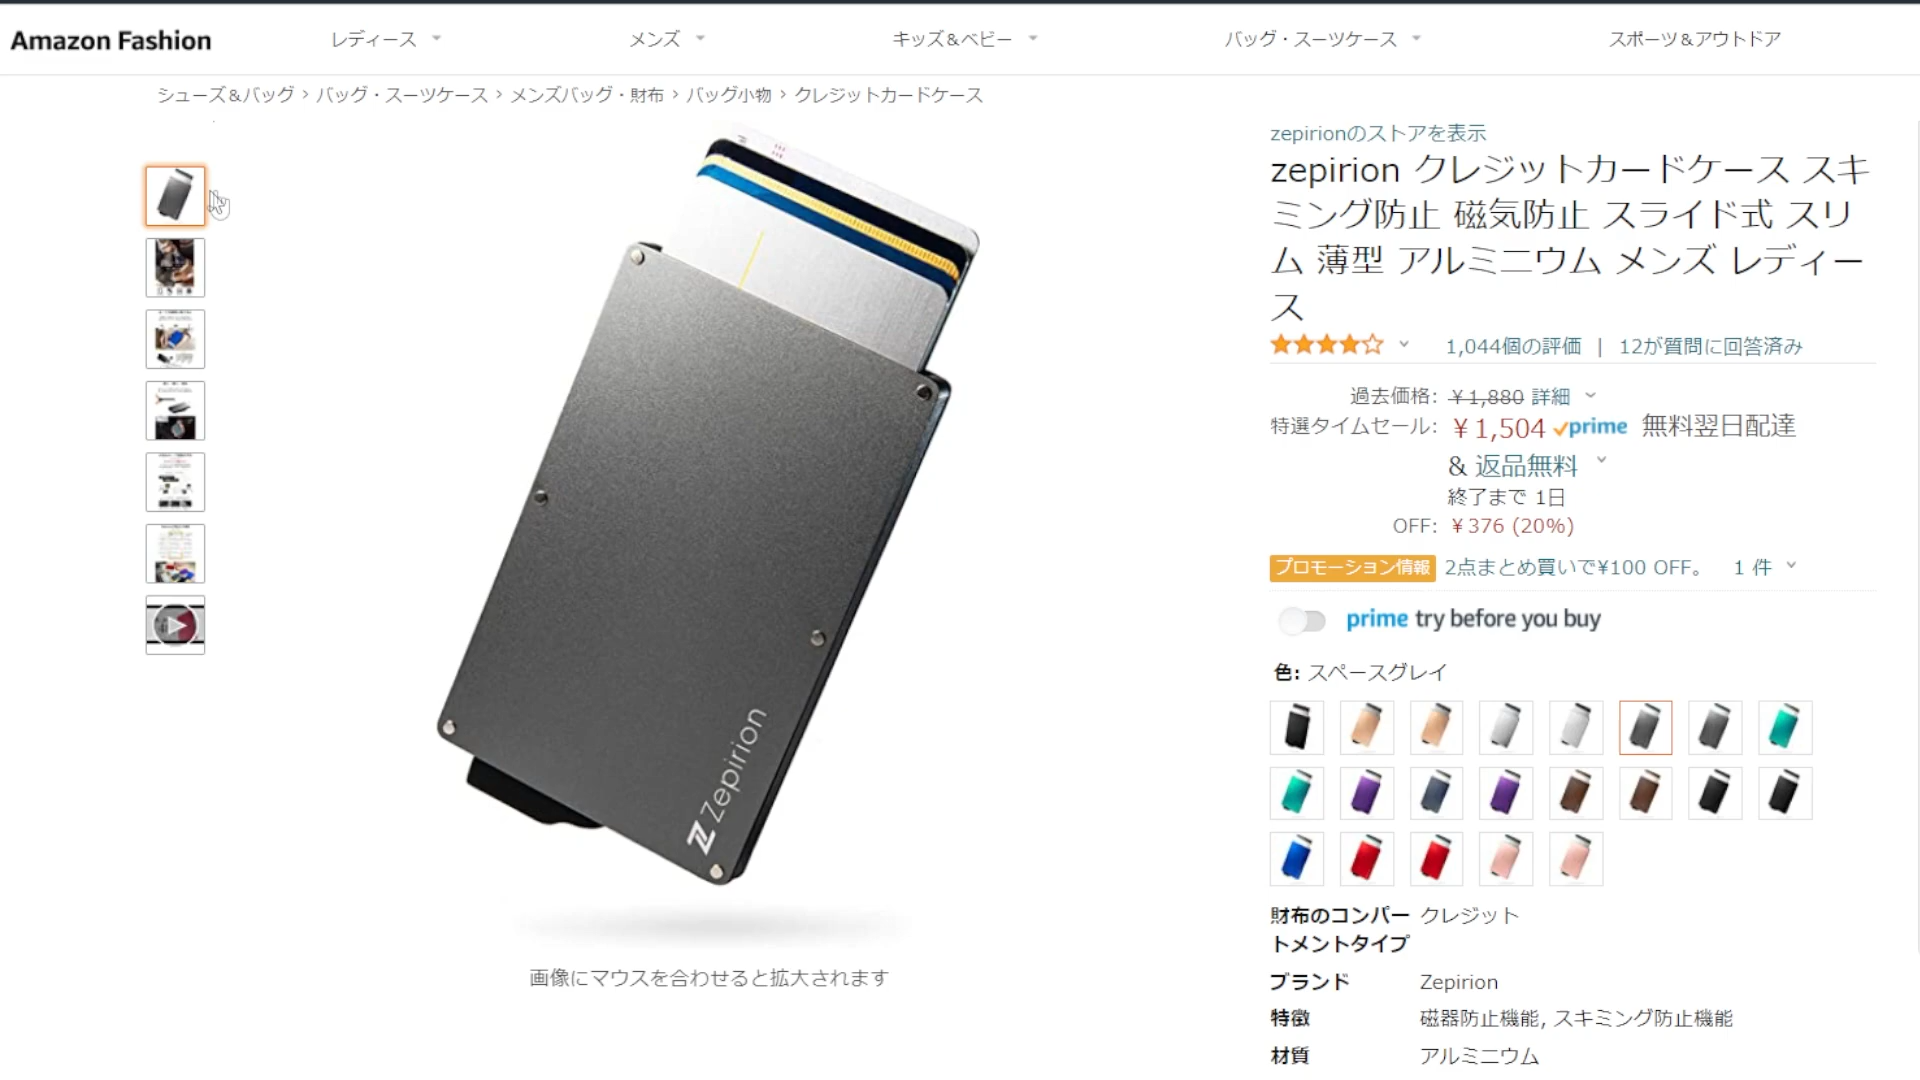 Amazon Fashion
レディース
メンズ
キッズ＆ベビー
バッグ・スーツケース
スポーツ＆アウトドア
シューズ＆バッグ › バッグ・スーツケース › メンズバッグ・財布 › バッグ小物 › クレジットカードケース
Zepirion
画像にマウスを合わせると拡大されます
zepirionのストアを表示
zepirion クレジットカードケース スキ
ミング防止 磁気防止 スライド式 スリ
ム 薄型 アルミニウム メンズ レディー
ス
1,044個の評価 | 12が質問に回答済み
過去価格: ￥1,880 詳細
特選タイムセール: ￥1,504 prime 無料翌日配達
& 返品無料
終了まで 1日
OFF: ￥376 (20%)
プロモーション情報 2点まとめ買いで¥100 OFF。 1 件
prime try before you buy
色: スペースグレイ
財布のコンパー クレジット
トメントタイプ
ブランド Zepirion
特徴 磁器防止機能, スキミング防止機能
材質 アルミニウム